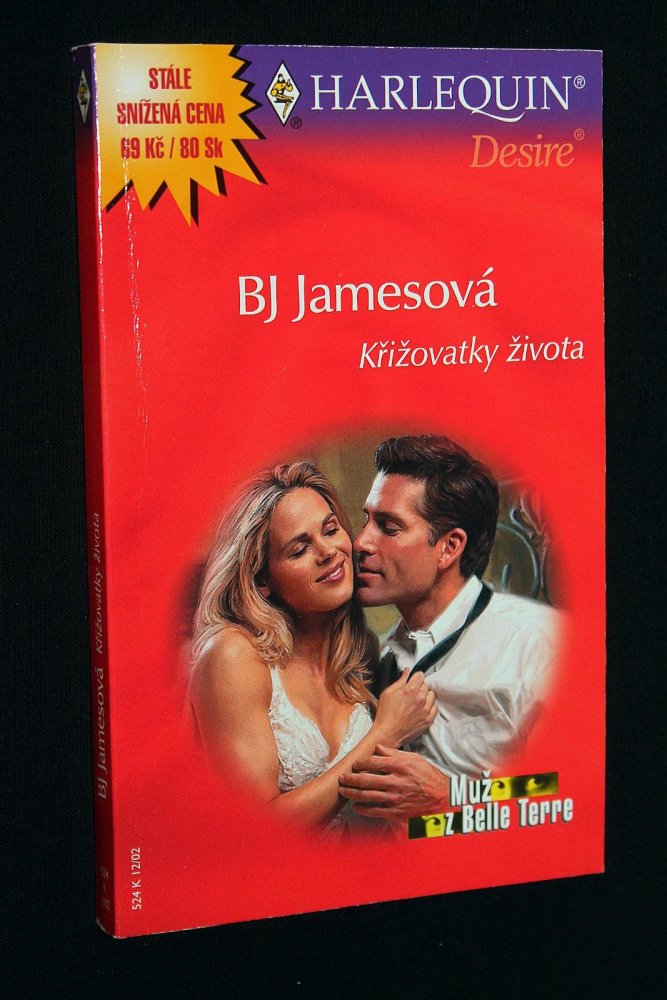 STÁLE
SNÍŽENÁ CENA
69 Kč / 80 Sk
HARLEQUIN®
Desire®
BJ Jamesová
Křižovatky života
Muž
z Belle Terre
524 K 12/02
BJ Jamesová Křižovatky života
524
K